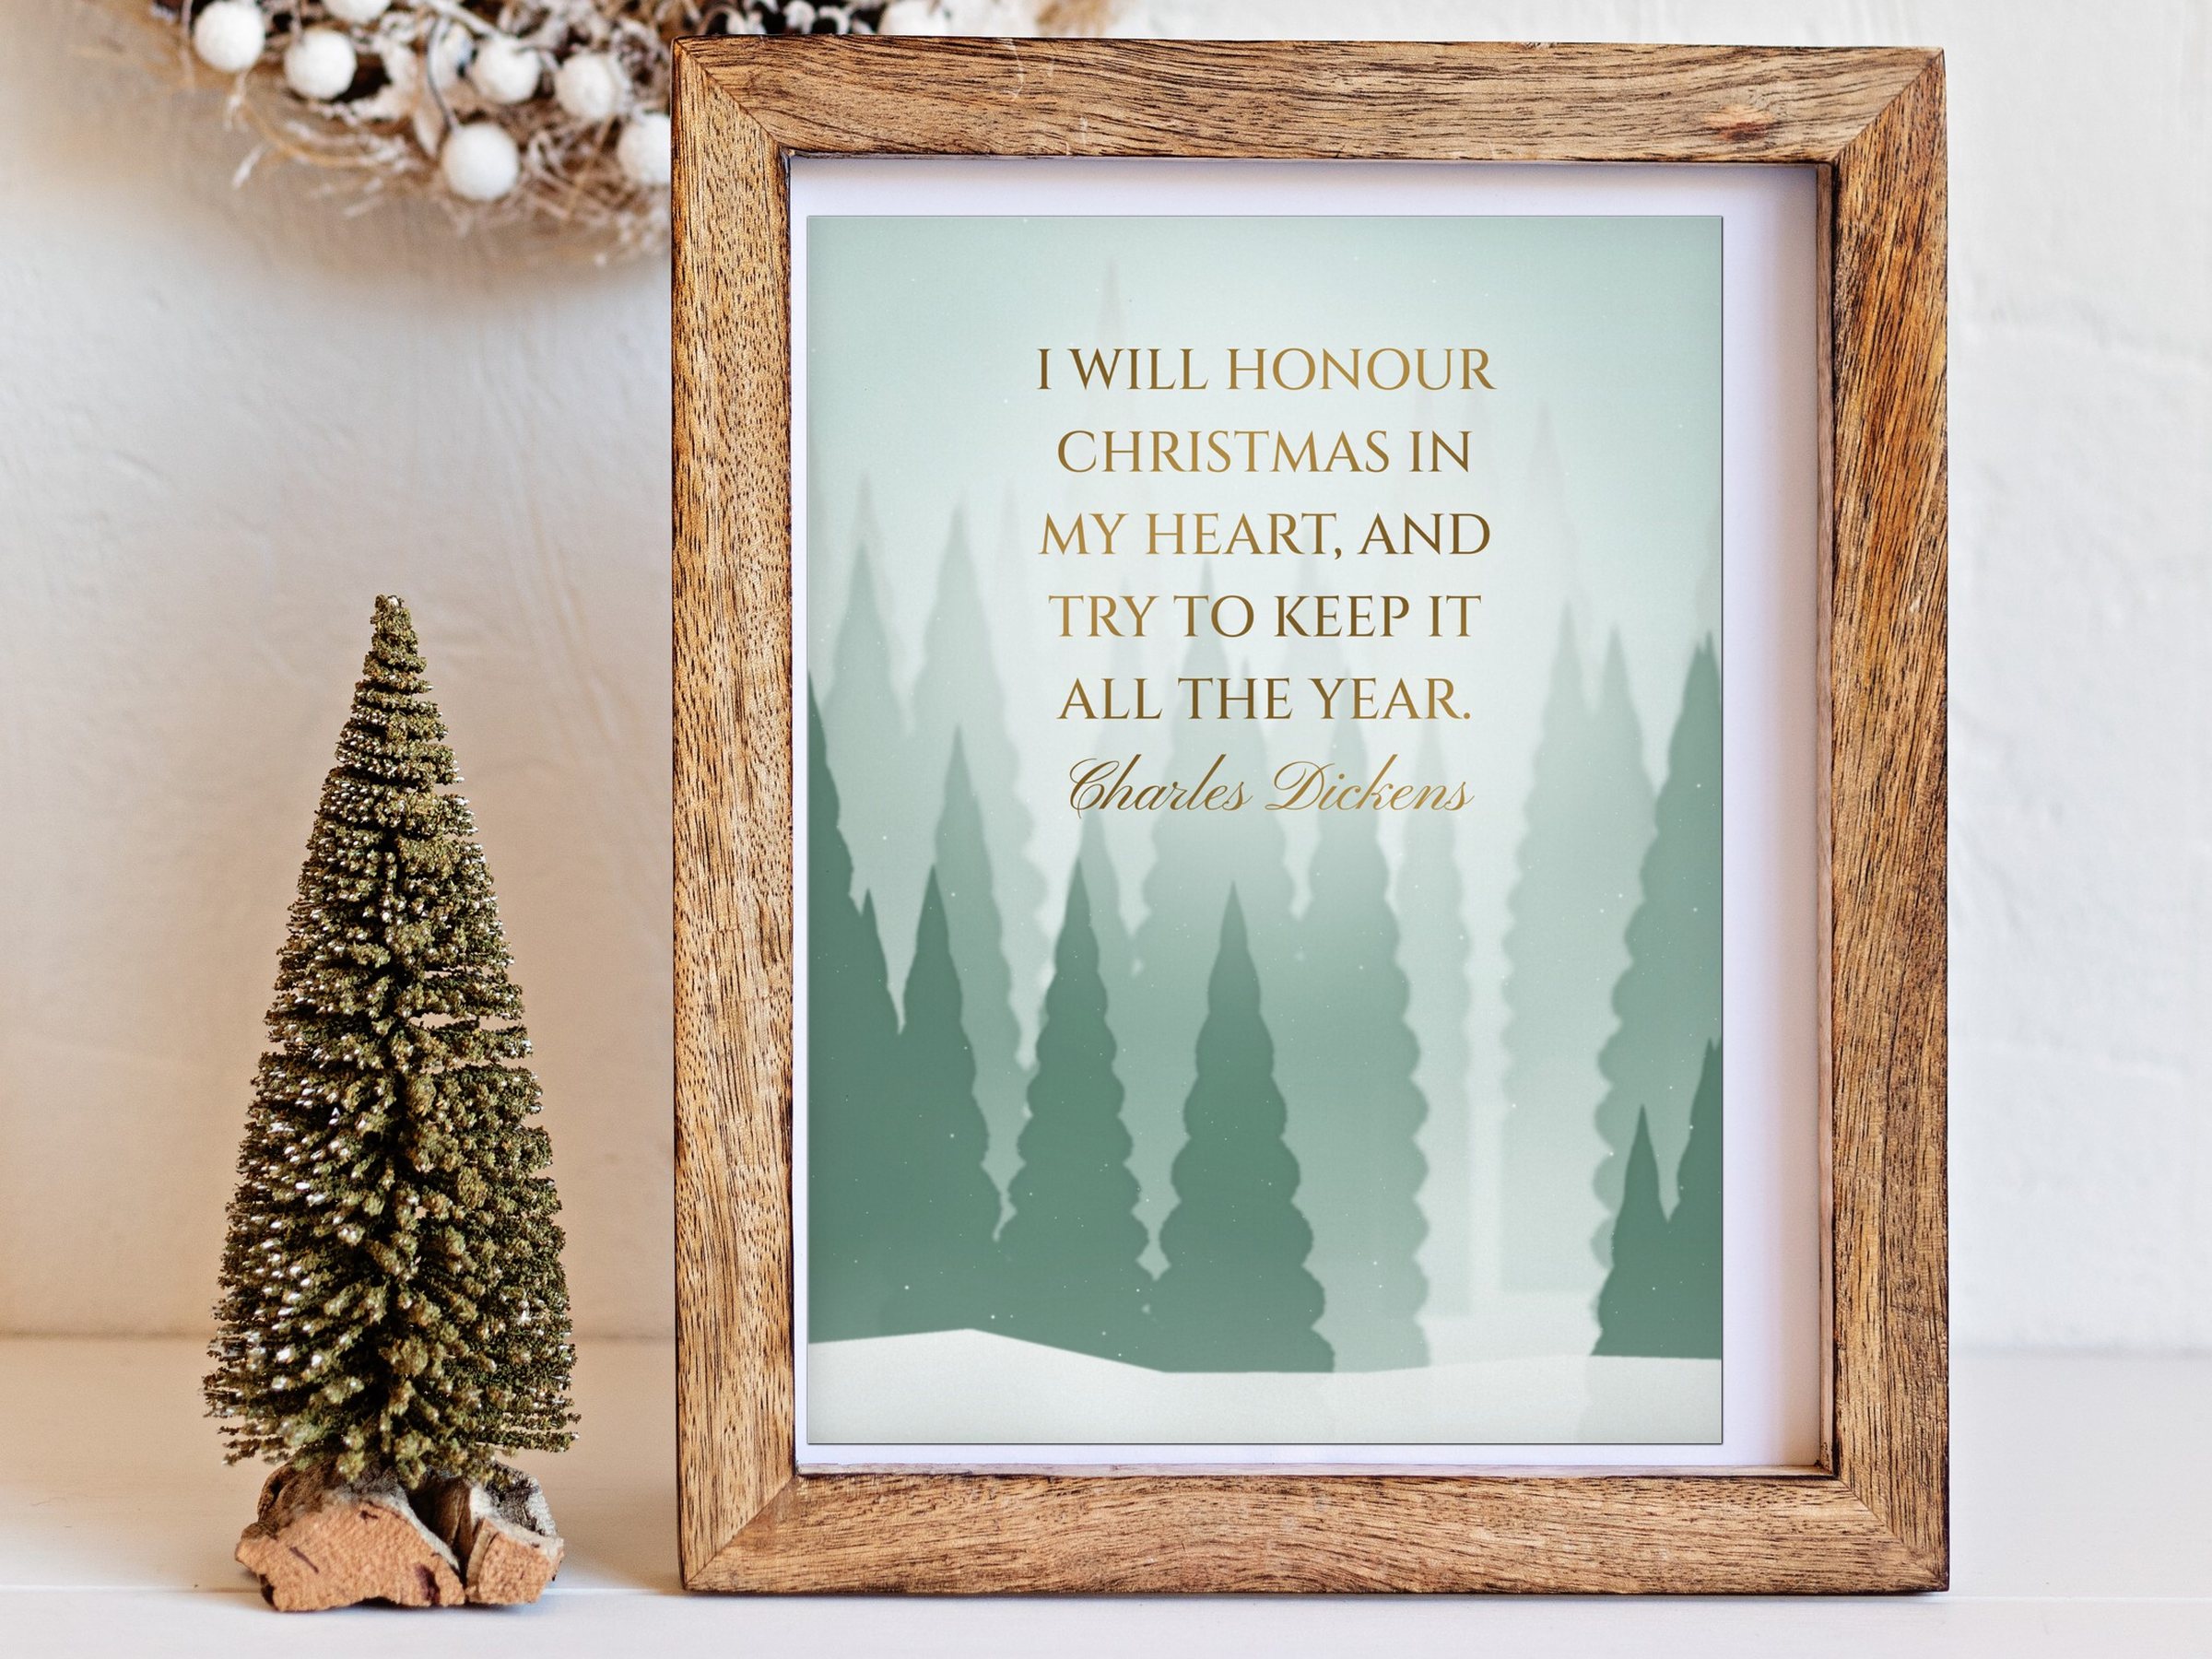 I WILL HONOUR
CHRISTMAS IN
MY HEART, AND
TRY TO KEEP IT
ALL THE YEAR.
Charles Dickens